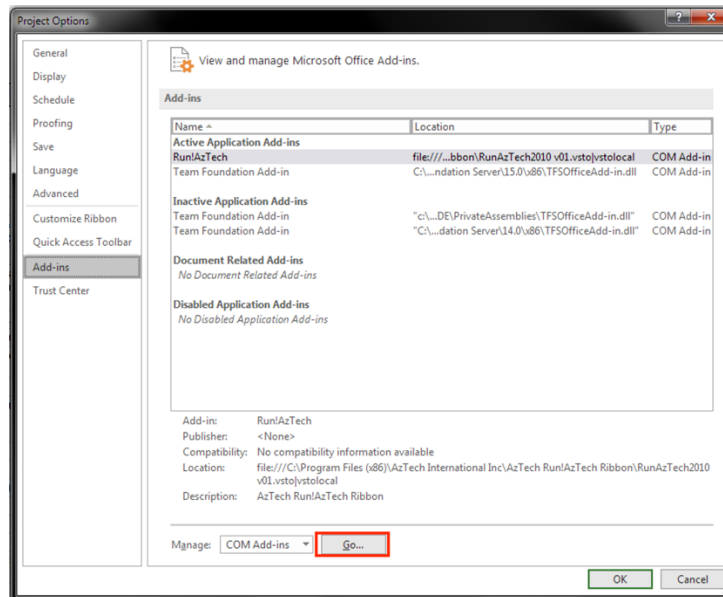 Project Options
General
Display
Schedule
Proofing
Save
Language
Advanced
Customize Ribbon
Quick Access Toolbar
Add-ins
Trust Center
View and manage Microsoft Office Add-ins.
Add-ins
Name Location Type
Active Application Add-ins
Run!AzTech file:///...bbon\RunAzTech2010 v01.vsto|vstolocal COM Add-in
Team Foundation Add-in C:\...ndation Server\15.0\x86\TFSOfficeAdd-in.dll COM Add-in
Inactive Application Add-ins
Team Foundation Add-in "c:\...DE\PrivateAssemblies\TFSOfficeAdd-in.dll" COM Add-in
Team Foundation Add-in "C:\...dation Server\14.0\x86\TFSOfficeAdd-in.dll" COM Add-in
Document Related Add-ins
No Document Related Add-ins
Disabled Application Add-ins
No Disabled Application Add-ins
Add-in: Run!AzTech
Publisher: <None>
Compatibility: No compatibility information available
Location: file:///C:\Program Files (x86)\AzTech International Inc\AzTech Run!AzTech Ribbon\RunAzTech2010
v01.vsto|vstolocal
Description: AzTech Run!AzTech Ribbon
Manage: COM Add-ins Go...
OK Cancel